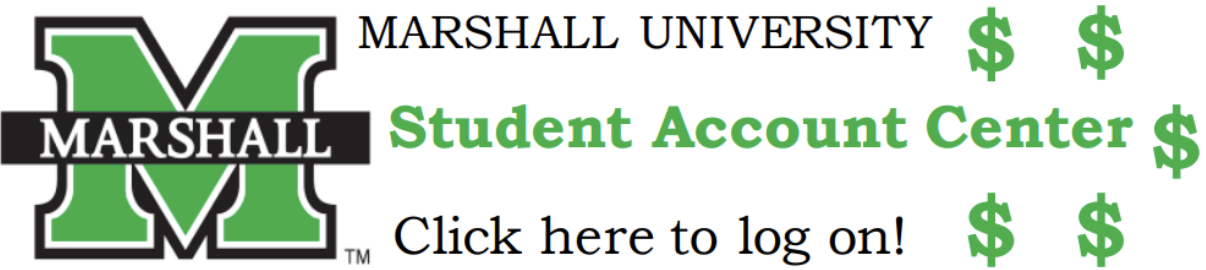 MARSHALL UNIVERSITY $ $
MARSHALL
Student Account Center $
Click here to log on! $ $
TM